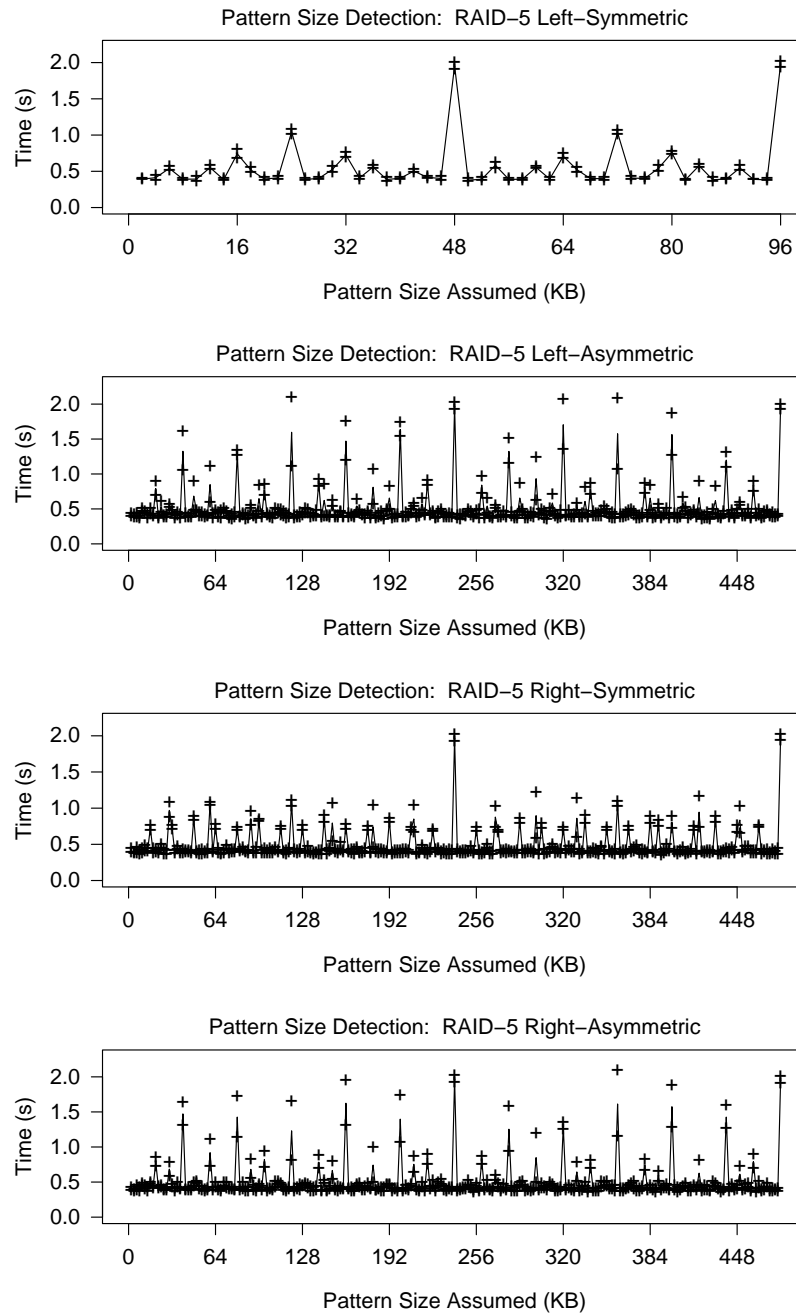 Pattern Size Detection:  RAID−5 Left−Symmetric
2.0
1.5
1.0
0.5
0.0
Time (s)
0 16 32 48 64 80 96
Pattern Size Assumed (KB)
Pattern Size Detection:  RAID−5 Left−Asymmetric
2.0
1.5
1.0
0.5
0.0
Time (s)
0 64 128 192 256 320 384 448
Pattern Size Assumed (KB)
Pattern Size Detection:  RAID−5 Right−Symmetric
2.0
1.5
1.0
0.5
0.0
Time (s)
0 64 128 192 256 320 384 448
Pattern Size Assumed (KB)
Pattern Size Detection:  RAID−5 Right−Asymmetric
2.0
1.5
1.0
0.5
0.0
Time (s)
0 64 128 192 256 320 384 448
Pattern Size Assumed (KB)